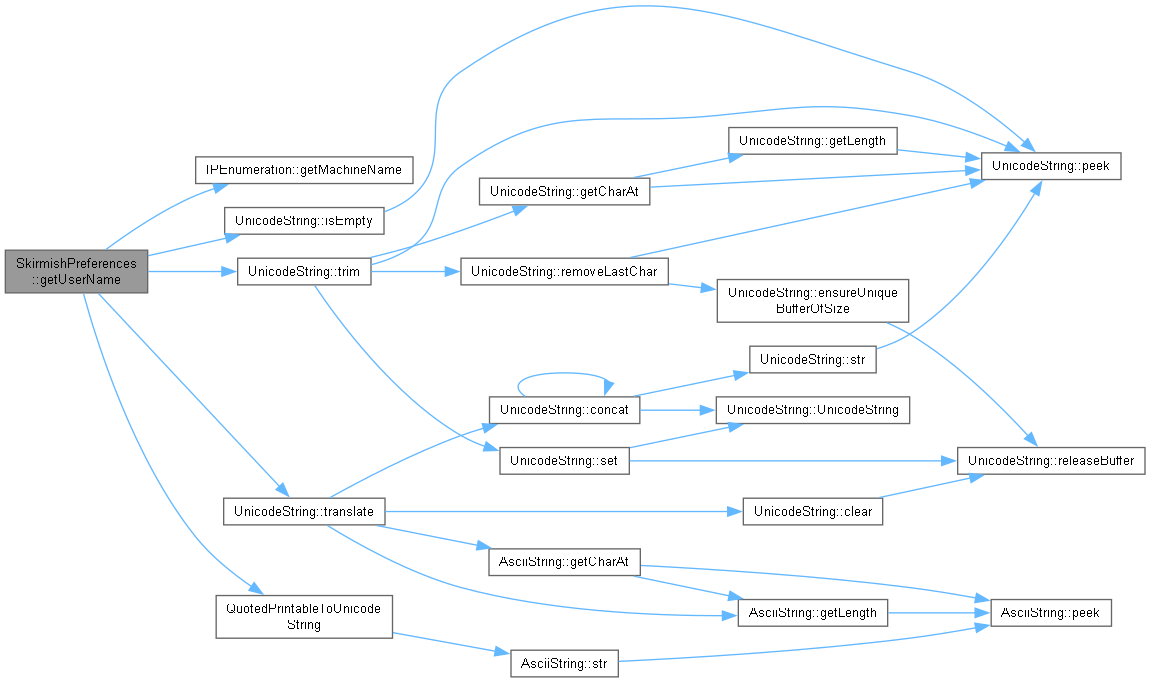 UnicodeString::getLength
UnicodeString::peek
IPEnumeration::getMachineName
UnicodeString::getCharAt
UnicodeString::isEmpty
SkirmishPreferences
::getUserName
UnicodeString::trim
UnicodeString::removeLastChar
UnicodeString::ensureUnique
BufferOfSize
UnicodeString::str
UnicodeString::concat
UnicodeString::UnicodeString
UnicodeString::set
UnicodeString::releaseBuffer
UnicodeString::translate
UnicodeString::clear
AsciiString::getCharAt
QuotedPrintableToUnicode
String
AsciiString::getLength
AsciiString::peek
AsciiString::str